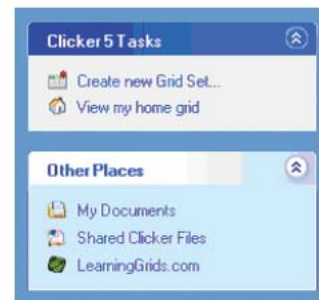 Clicker 5 Tasks
Create new Grid Set...
View my home grid
Other Places
My Documents
Shared Clicker Files
LearningGrids.com